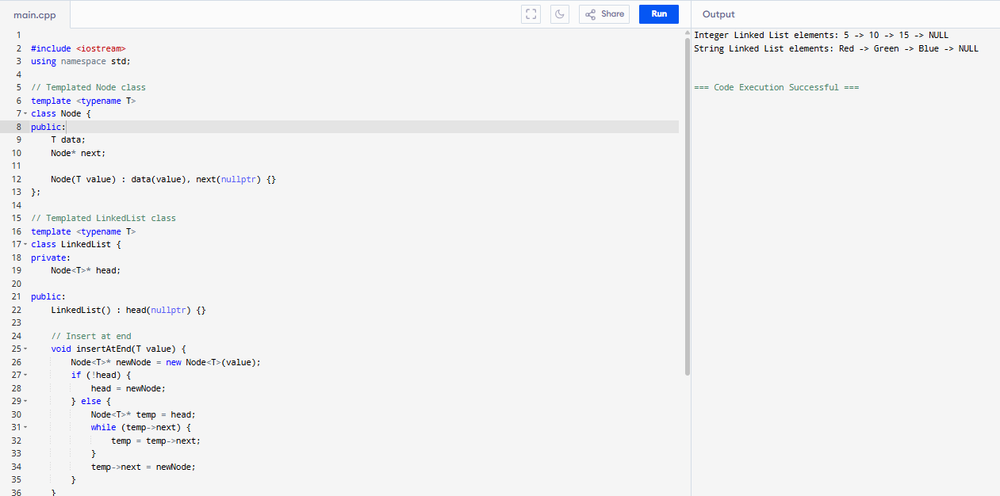 main.cpp
Share
Run
Output
1
2 #include <iostream>
3 using namespace std;
4
5 // Templated Node class
6 template <typename T>
7 class Node {
8 public:
9     T data;
10     Node* next;
11
12     Node(T value) : data(value), next(nullptr) {}
13 };
14
15 // Templated LinkedList class
16 template <typename T>
17 class LinkedList {
18 private:
19     Node<T>* head;
20
21 public:
22     LinkedList() : head(nullptr) {}
23
24     // Insert at end
25     void insertAtEnd(T value) {
26         Node<T>* newNode = new Node<T>(value);
27         if (!head) {
28             head = newNode;
29         } else {
30             Node<T>* temp = head;
31             while (temp->next) {
32                 temp = temp->next;
33             }
34             temp->next = newNode;
35         }
36     }
Integer Linked List elements: 5 -> 10 -> 15 -> NULL
String Linked List elements: Red -> Green -> Blue -> NULL
=== Code Execution Successful ===